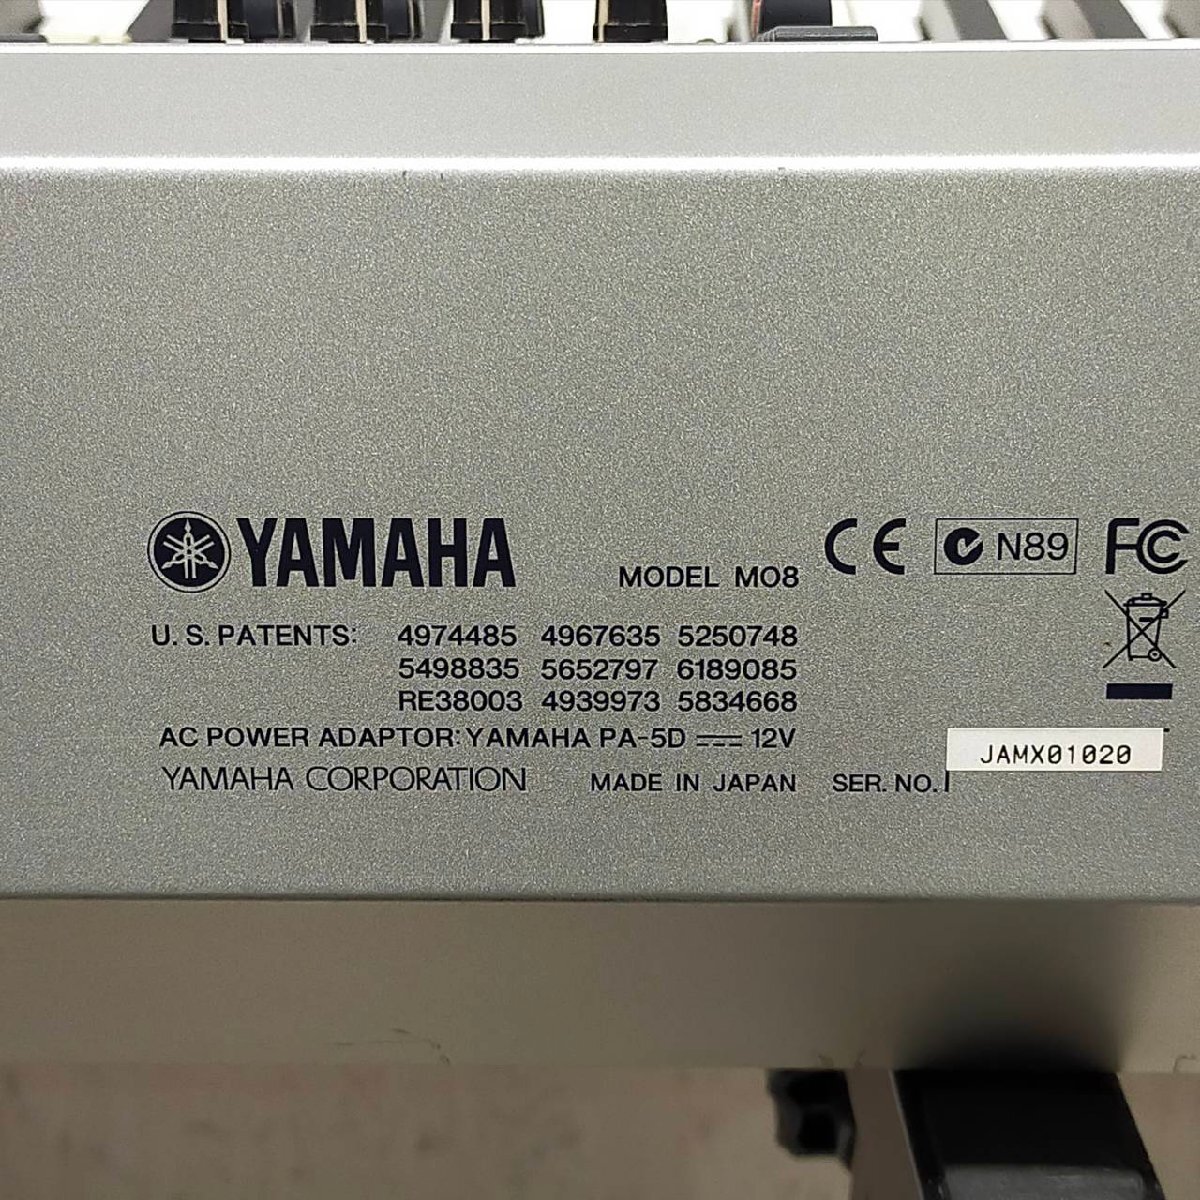 YAMAHA MODEL MO8 CE N89 FC
U.S. PATENTS: 4974485 4967635 5250748
5498835 5652797 6189085
RE38003 4939973 5834668
AC POWER ADAPTOR: YAMAHA PA-5D ⎓ 12V
YAMAHA CORPORATION MADE IN JAPAN SER. NO. JAMX01020